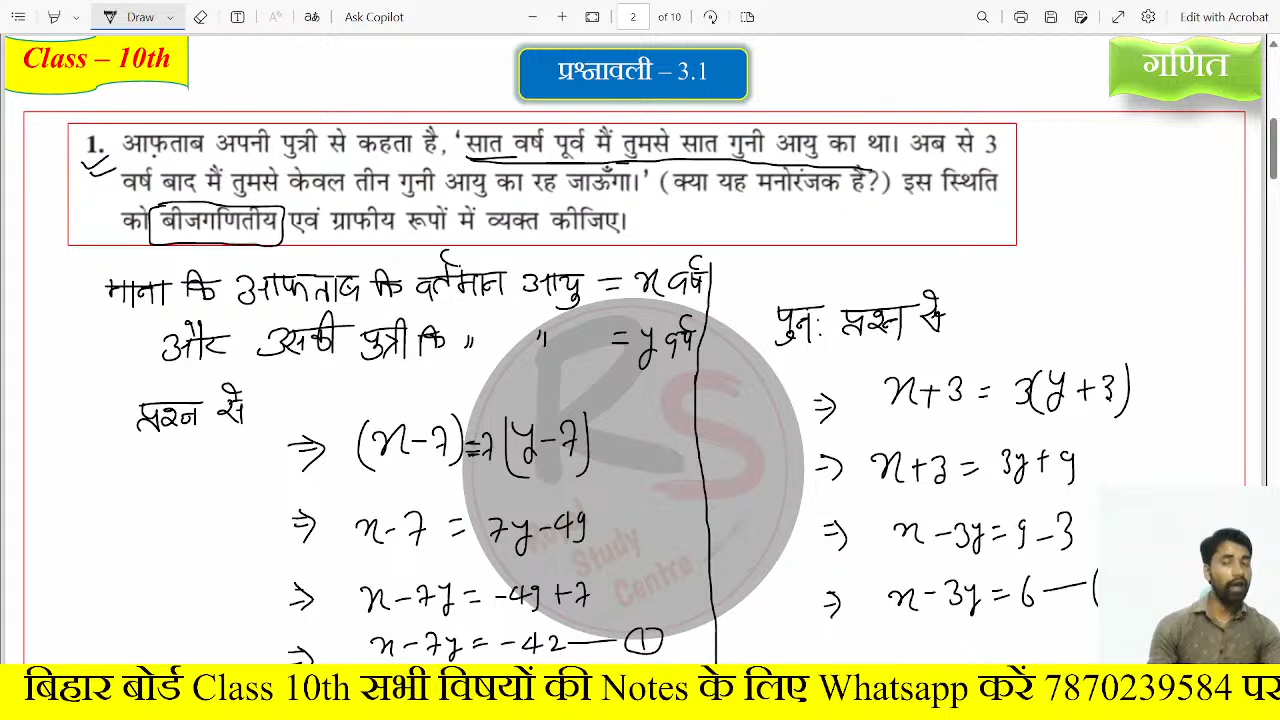 Draw
Ask Copilot
2 of 10
Edit with Acrobat
Class – 10th
प्रश्नावली – 3.1
गणित
1. आफ़ताब अपनी पुत्री से कहता है, 'सात वर्ष पूर्व मैं तुमसे सात गुनी आयु का था। अब से 3
वर्ष बाद मैं तुमसे केवल तीन गुनी आयु का रह जाऊँगा।' (क्या यह मनोरंजक है?) इस स्थिति
को बीजगणितीय एवं ग्राफीय रूपों में व्यक्त कीजिए।
माना कि आफताब कि वर्तमान आयु = x वर्ष
और उसकी पुत्री कि " " = y वर्ष
प्रश्न से
⇒ (x-7)=7(y-7)
⇒ x-7 = 7y-49
⇒ x-7y = -49+7
⇒ x-7y = -42 — ①
पुनः प्रश्न से
⇒ x+3 = 3(y+3)
⇒ x+3 = 3y+9
⇒ x-3y = 9-3
⇒ x-3y = 6 — (
RS
Study
Centre
बिहार बोर्ड Class 10th सभी विषयों की Notes के लिए Whatsapp करें 7870239584 पर